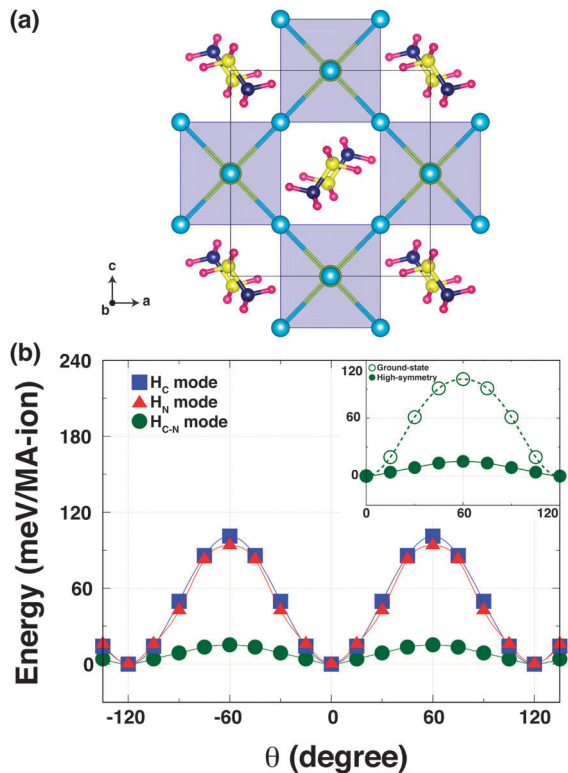 (a)
c
b
a
(b)
240
180
120
60
0
Energy (meV/MA-ion)
H_C mode
H_N mode
H_C-N mode
120
60
0
Ground-state
High-symmetry
0
60
120
-120
-60
0
60
120
θ (degree)